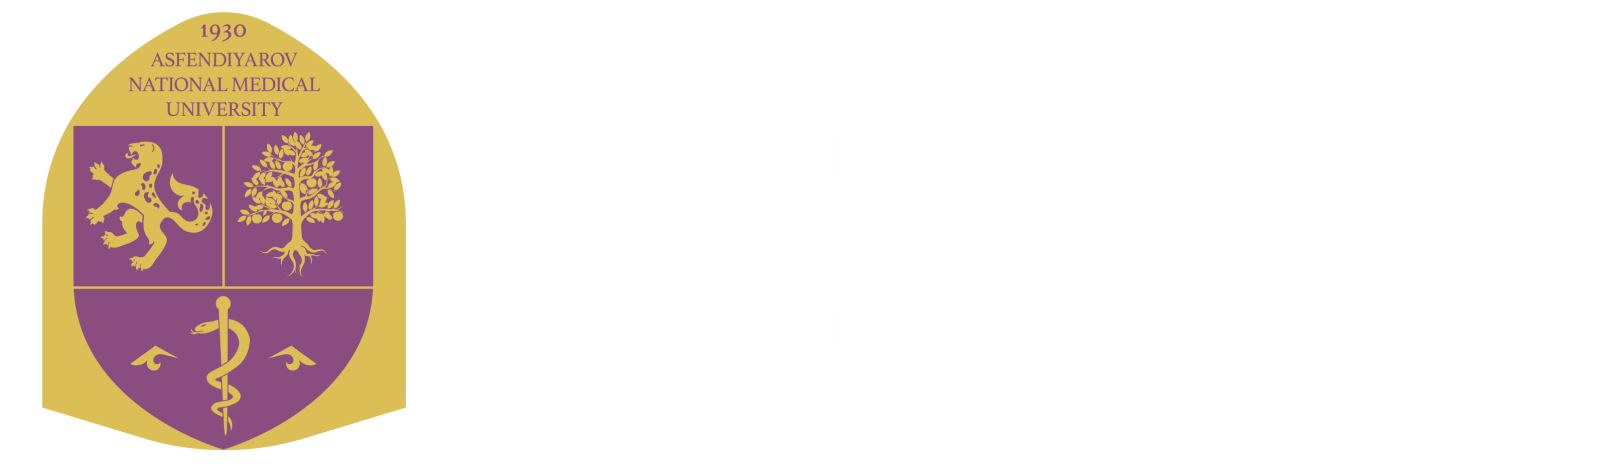 1930
ASFENDIYAROV
NATIONAL MEDICAL
UNIVERSITY